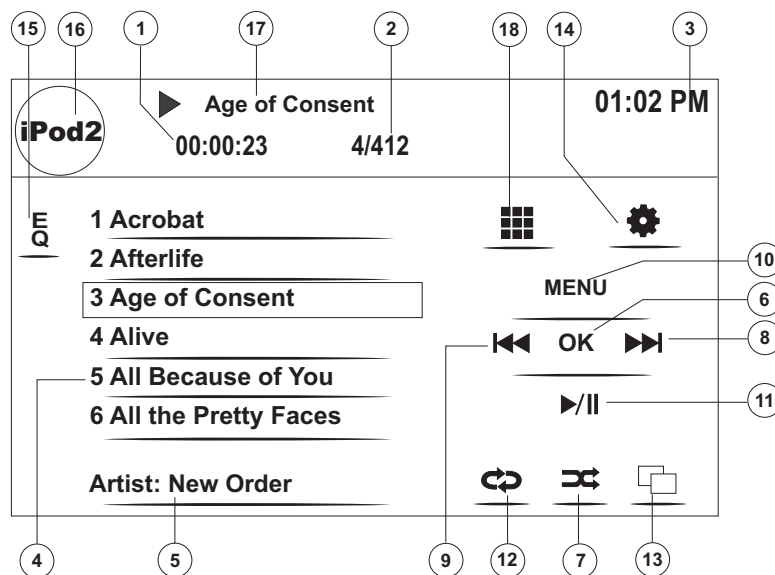 15
16
1
17
2
18
14
3
iPod2
Age of Consent
01:02 PM
00:00:23
4/412
EQ
1 Acrobat
2 Afterlife
3 Age of Consent
4 Alive
5 All Because of You
6 All the Pretty Faces
Artist: New Order
MENU
10
OK
6
8
▶/II
11
4
5
9
12
7
13